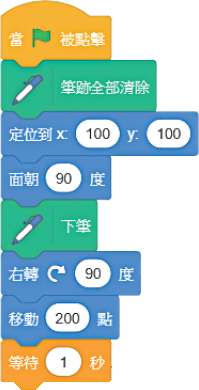 當 被點擊
筆跡全部清除
定位到 x: 100 y: 100
面朝 90 度
下筆
右轉 90 度
移動 200 點
等待 1 秒